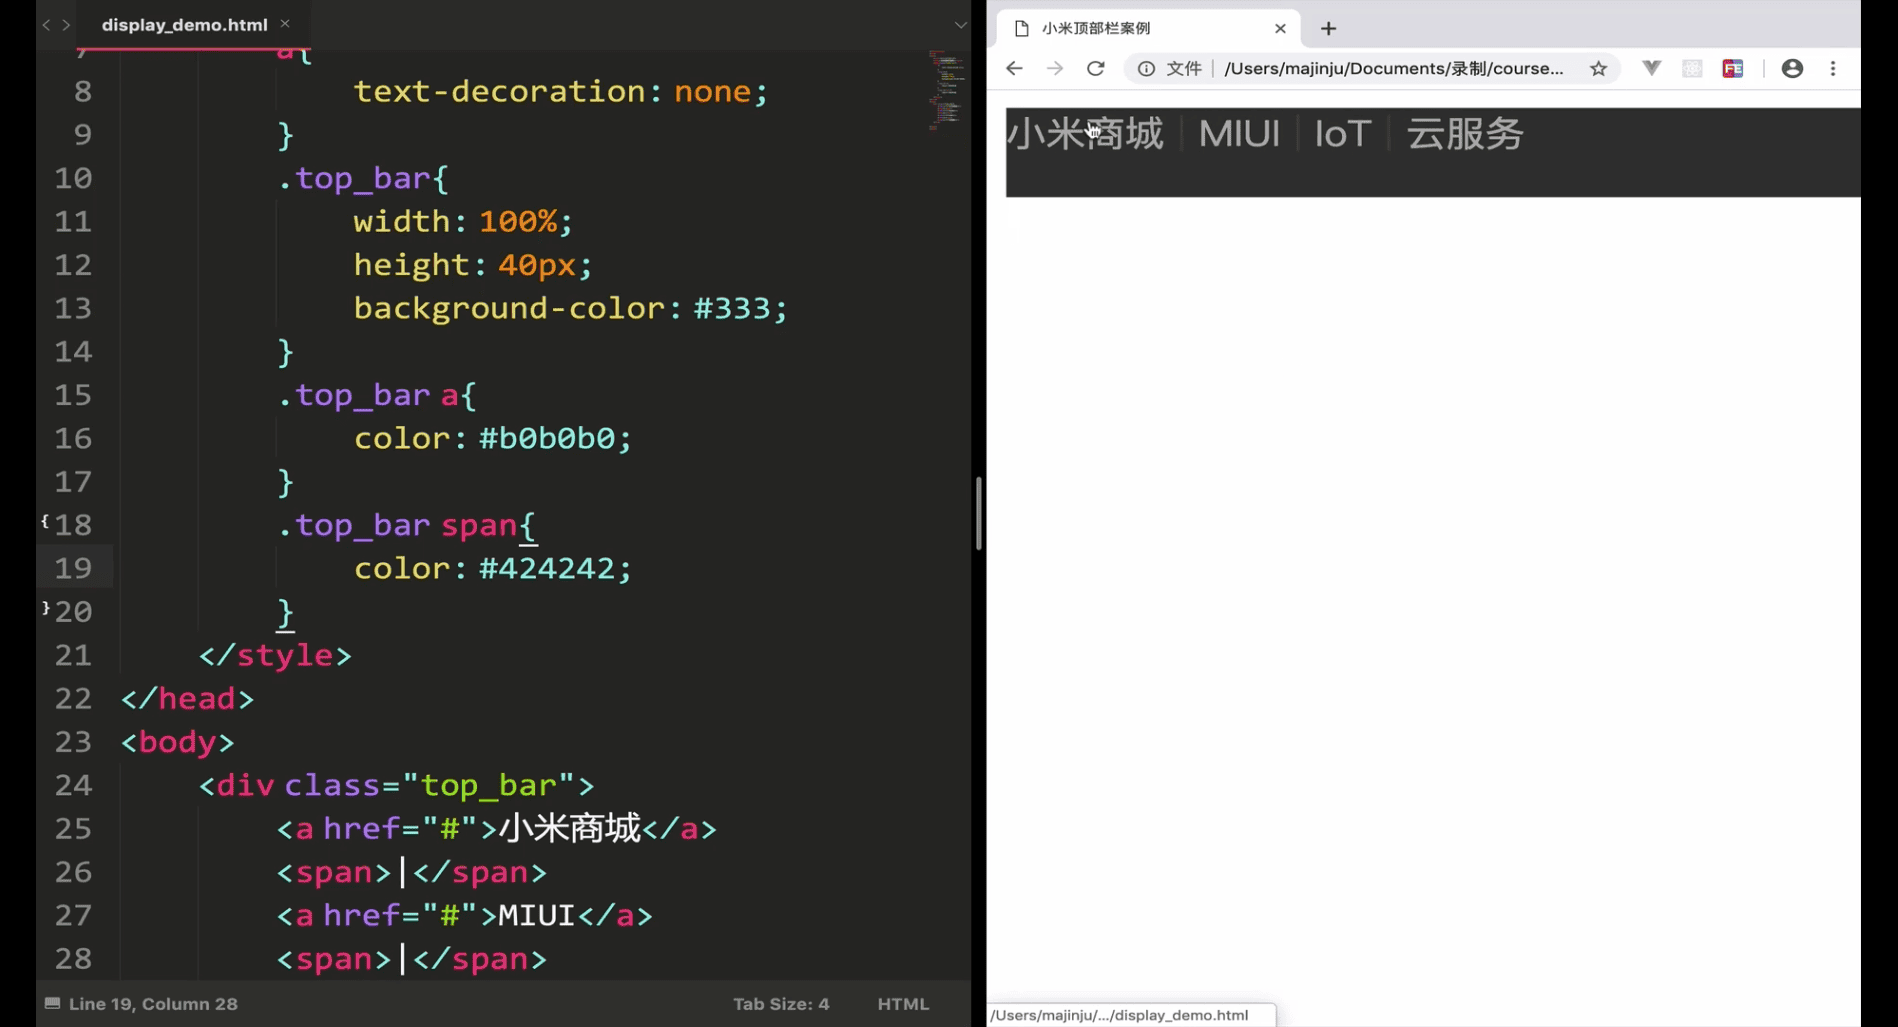 display_demo.html ×
7 a{
8 text-decoration: none;
9 }
10 .top_bar{
11 width: 100%;
12 height: 40px;
13 background-color: #333;
14 }
15 .top_bar a{
16 color: #b0b0b0;
17 }
18 .top_bar span{
19 color: #424242;
20 }
21 </style>
22 </head>
23 <body>
24 <div class="top_bar">
25 <a href="#">小米商城</a>
26 <span>|</span>
27 <a href="#">MIUI</a>
28 <span>|</span>
Line 19, Column 28
Tab Size: 4
HTML
小米顶部栏案例
文件 | /Users/majinju/Documents/录制/course...
FE
小米商城 | MIUI | IoT | 云服务
/Users/majinju/.../display_demo.html